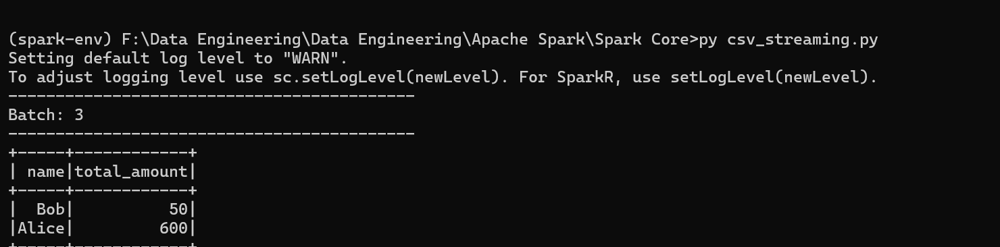 (spark-env) F:\Data Engineering\Data Engineering\Apache Spark\Spark Core>py csv_streaming.py
Setting default log level to "WARN".
To adjust logging level use sc.setLogLevel(newLevel). For SparkR, use setLogLevel(newLevel).
-------------------------------------------
Batch: 3
-------------------------------------------
+-----+------------+
| name|total_amount|
+-----+------------+
|  Bob|          50|
|Alice|         600|
+-----+------------+